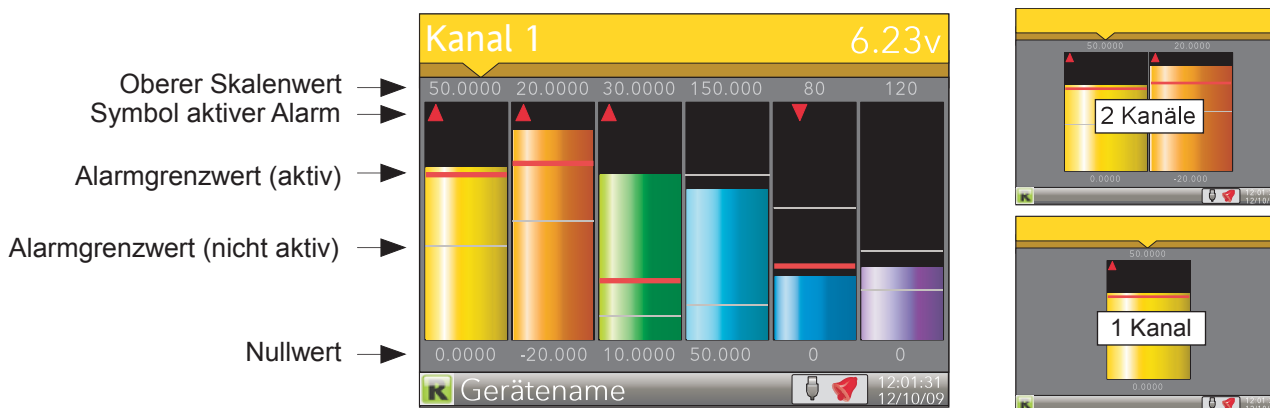 Kanal 1 6.23v
Oberer Skalenwert
50.0000 20.0000 30.0000 150.000 80 120
Symbol aktiver Alarm
Alarmgrenzwert (aktiv)
Alarmgrenzwert (nicht aktiv)
Nullwert
0.0000 -20.000 10.0000 50.000 0 0
K Gerätename 12:01:31
12/10/09
50.0000 20.0000
2 Kanäle
0.0000 -20.000
K
50.0000
1 Kanal
0.0000
K